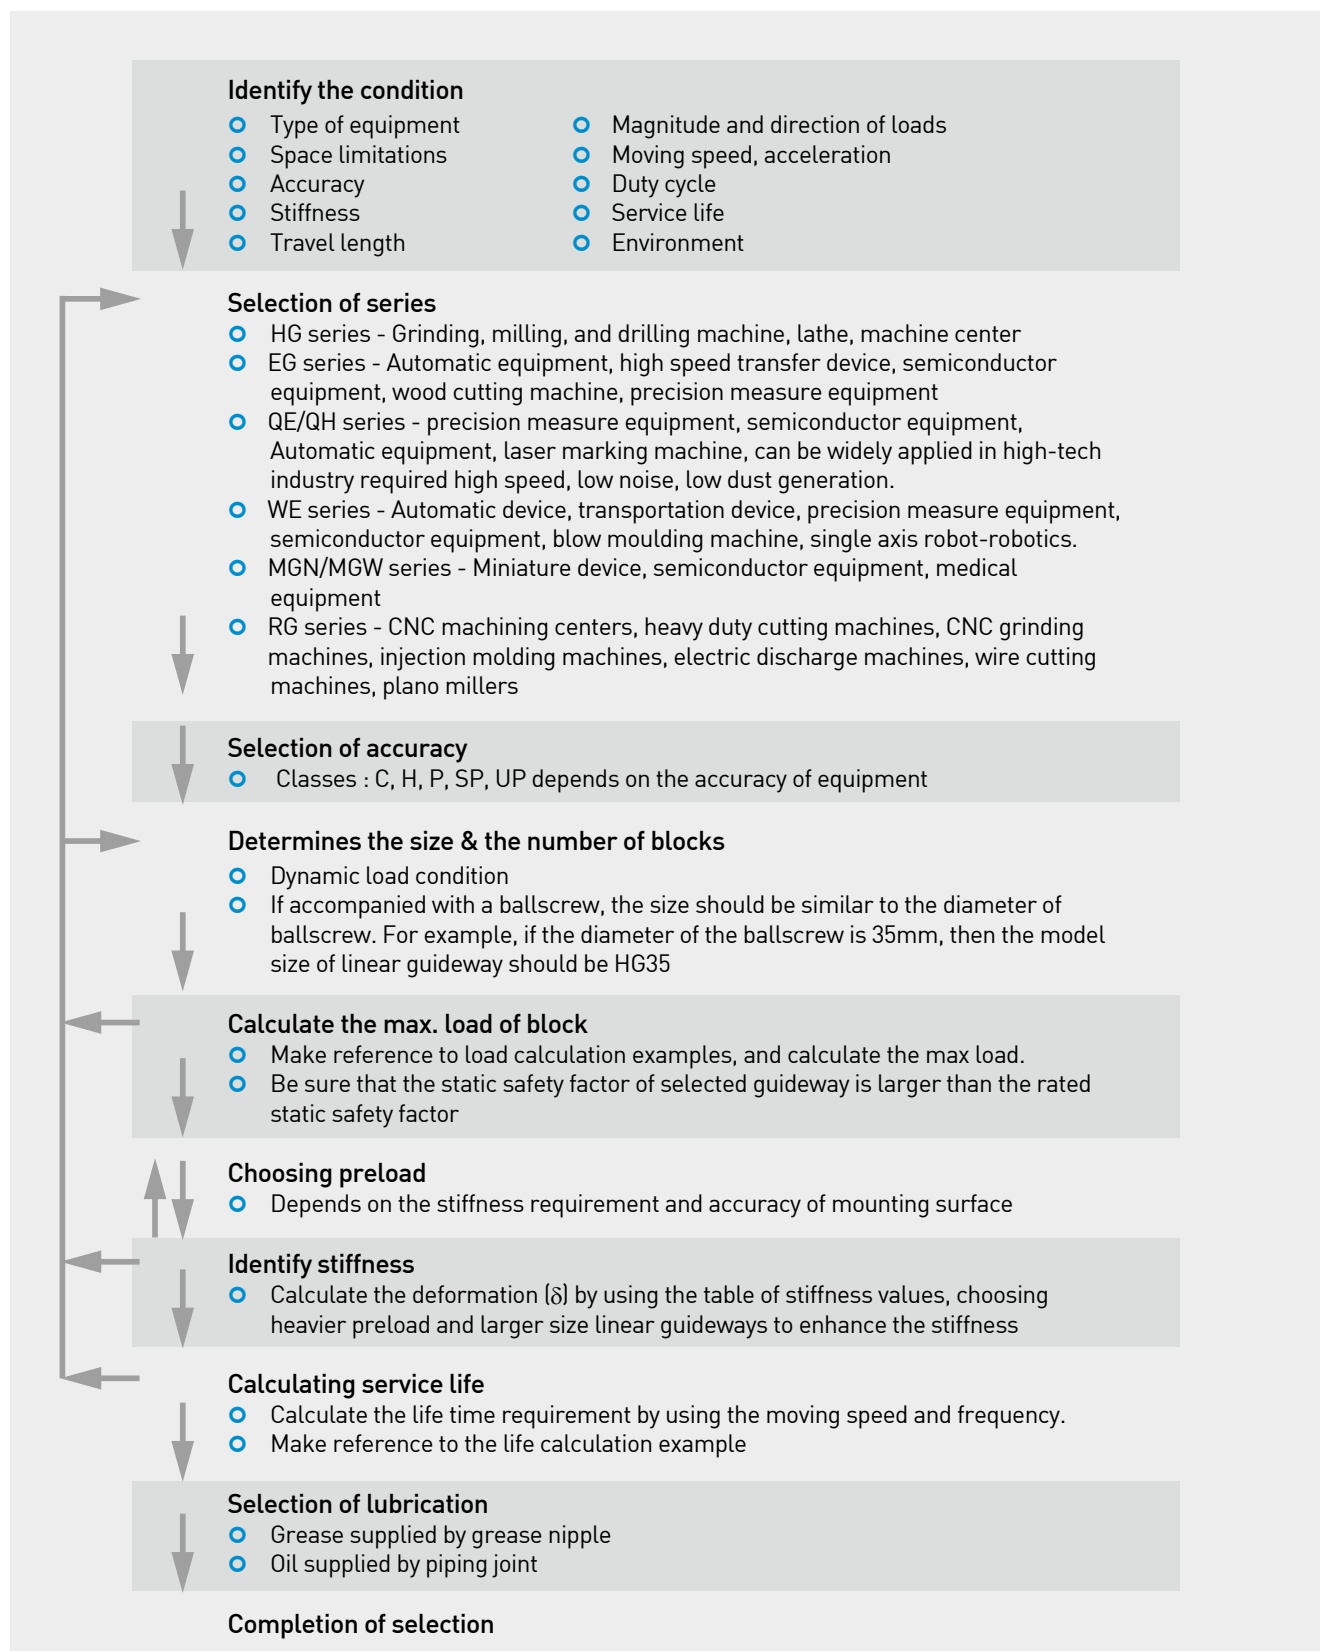 Identify the condition
Type of equipment
Space limitations
Accuracy
Stiffness
Travel length
Magnitude and direction of loads
Moving speed, acceleration
Duty cycle
Service life
Environment
Selection of series
HG series - Grinding, milling, and drilling machine, lathe, machine center
EG series - Automatic equipment, high speed transfer device, semiconductor
equipment, wood cutting machine, precision measure equipment
QE/QH series - precision measure equipment, semiconductor equipment,
Automatic equipment, laser marking machine, can be widely applied in high-tech
industry required high speed, low noise, low dust generation.
WE series - Automatic device, transportation device, precision measure equipment,
semiconductor equipment, blow moulding machine, single axis robot-robotics.
MGN/MGW series - Miniature device, semiconductor equipment, medical
equipment
RG series - CNC machining centers, heavy duty cutting machines, CNC grinding
machines, injection molding machines, electric discharge machines, wire cutting
machines, plano millers
Selection of accuracy
Classes : C, H, P, SP, UP depends on the accuracy of equipment
Determines the size & the number of blocks
Dynamic load condition
If accompanied with a ballscrew, the size should be similar to the diameter of
ballscrew. For example, if the diameter of the ballscrew is 35mm, then the model
size of linear guideway should be HG35
Calculate the max. load of block
Make reference to load calculation examples, and calculate the max load.
Be sure that the static safety factor of selected guideway is larger than the rated
static safety factor
Choosing preload
Depends on the stiffness requirement and accuracy of mounting surface
Identify stiffness
Calculate the deformation (δ) by using the table of stiffness values, choosing
heavier preload and larger size linear guideways to enhance the stiffness
Calculating service life
Calculate the life time requirement by using the moving speed and frequency.
Make reference to the life calculation example
Selection of lubrication
Grease supplied by grease nipple
Oil supplied by piping joint
Completion of selection